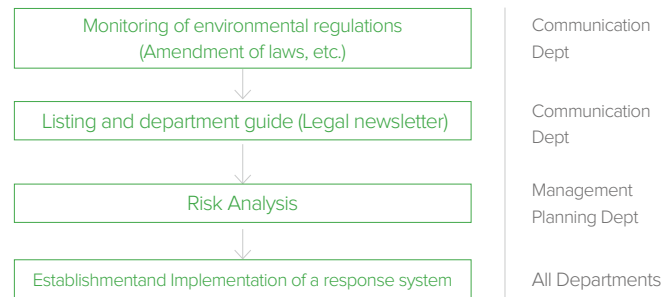 Monitoring of environmental regulations
(Amendment of laws, etc.)
Communication
Dept
Listing and department guide (Legal newsletter)
Communication
Dept
Risk Analysis
Management
Planning Dept
Establishmentand Implementation of a response system
All Departments